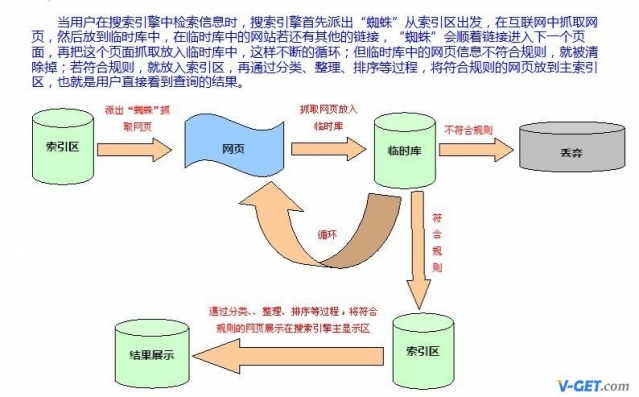 当用户在搜索引擎中检索信息时，搜索引擎首先派出“蜘蛛”从索引区出发，在互联网中抓取网
页，然后放到临时库中，在临时库中的网站若还有其他的链接，“蜘蛛”会顺着链接进入下一个页
面，再把这个页面抓取放入临时库中，这样不断的循环；但临时库中的网页信息不符合规则，就被清
除掉；若符合规则，就放入索引区，再通过分类、整理、排序等过程，将符合规则的网页放到主索引
区，也就是用户直接看到查询的结果。
派出“蜘蛛”抓
取网页
抓取网页放入
临时库
不符合规则
索引区
网页
临时库
丢弃
循环
符
合
规
则
通过分类、、整理、排序等过程，将符合
规则的网页展示在搜索引擎主显示区
结果展示
索引区
V-GET.com